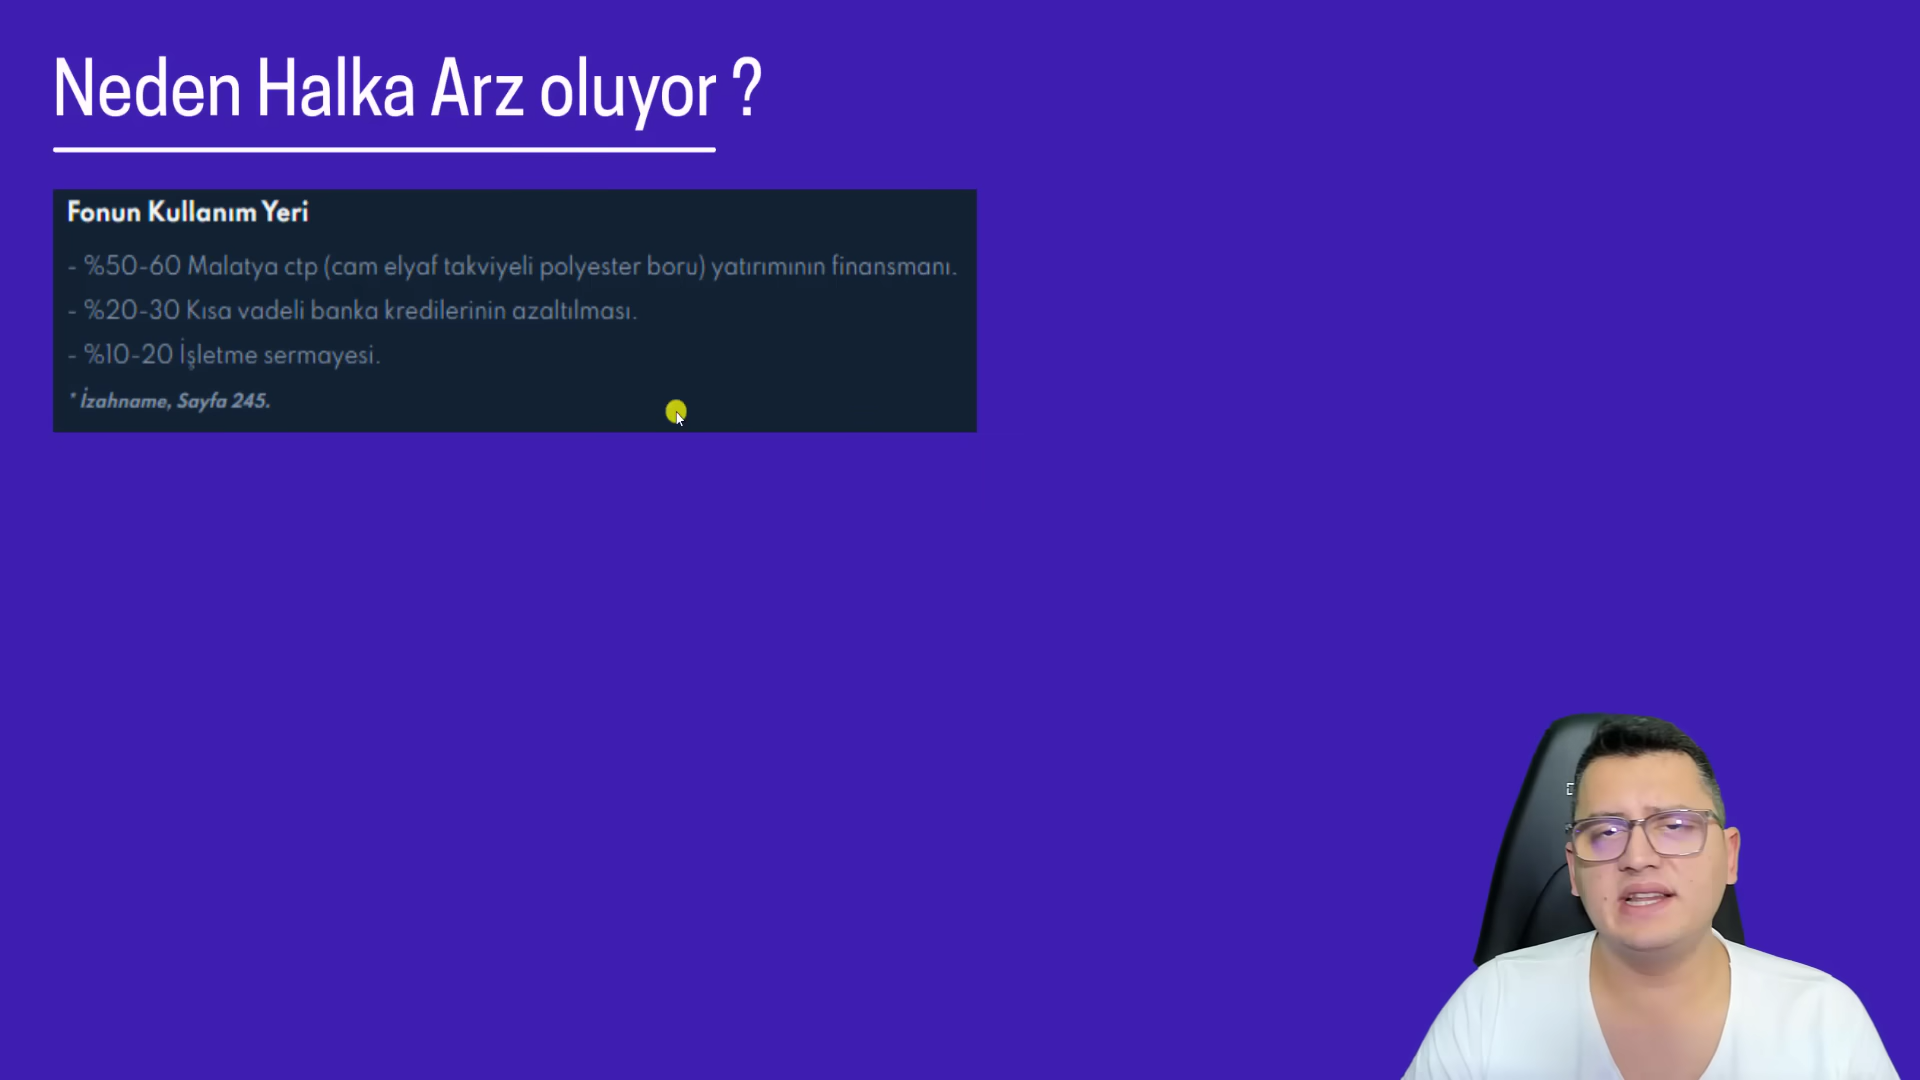 Neden Halka Arz oluyor ?
Fonun Kullanım Yeri
- %50-60 Malatya ctp (cam elyaf takviyeli polyester boru) yatırımının finansmanı.
- %20-30 Kısa vadeli banka kredilerinin azaltılması.
- %10-20 İşletme sermayesi.
* İzahname, Sayfa 245.